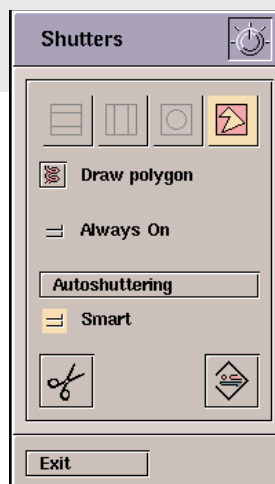 Shutters
Draw polygon
Always On
Autoshuttering
Smart
Exit